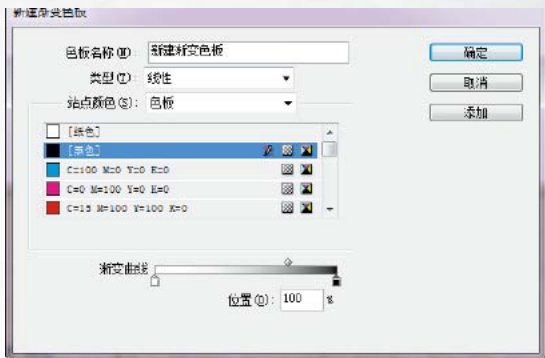 新建渐变色板
色板名称(W): 新建渐变色板
确定
类型(T): 线性
取消
站点颜色(S): 色板
添加
[纸色]
[黑色]
C=100 M=0 Y=0 K=0
C=0 M=100 Y=0 K=0
C=15 M=100 Y=100 K=0
渐变曲线
位置(O): 100 %